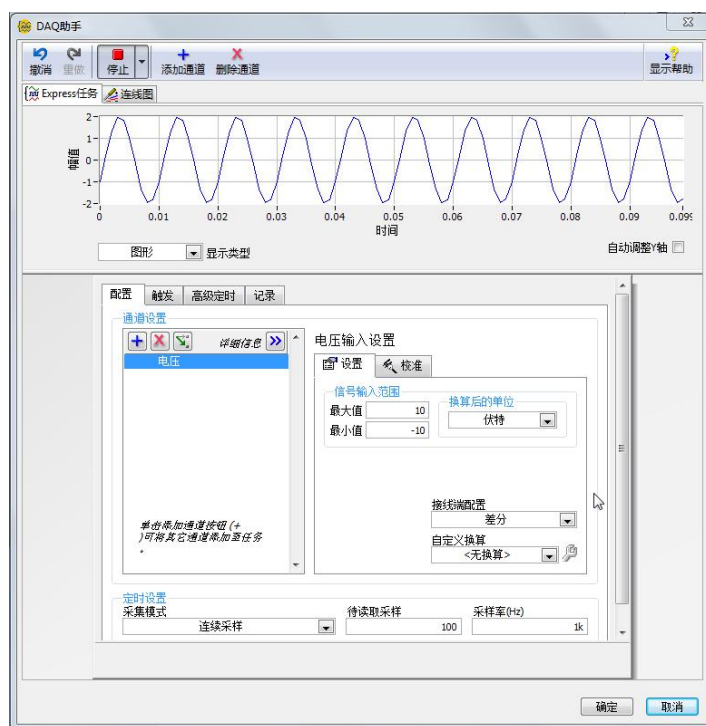 DAQ助手
撤消 重做 停止 添加通道 删除通道 显示帮助
Express任务 连线图
幅值
2
1
0
-1
-2
0 0.01 0.02 0.03 0.04 0.05 0.06 0.07 0.08 0.09 0.099
时间
图形 显示类型 自动调整Y轴
配置 触发 高级定时 记录
通道设置
详细信息
电压
单击添加通道按钮 (+
)可将其它通道添加至任务
。
电压输入设置
设置 校准
信号输入范围
最大值 10
最小值 -10
换算后的单位
伏特
接线端配置
差分
自定义换算
<无换算>
定时设置
采集模式 待读取采样 采样率(Hz)
连续采样 100 1k
确定 取消